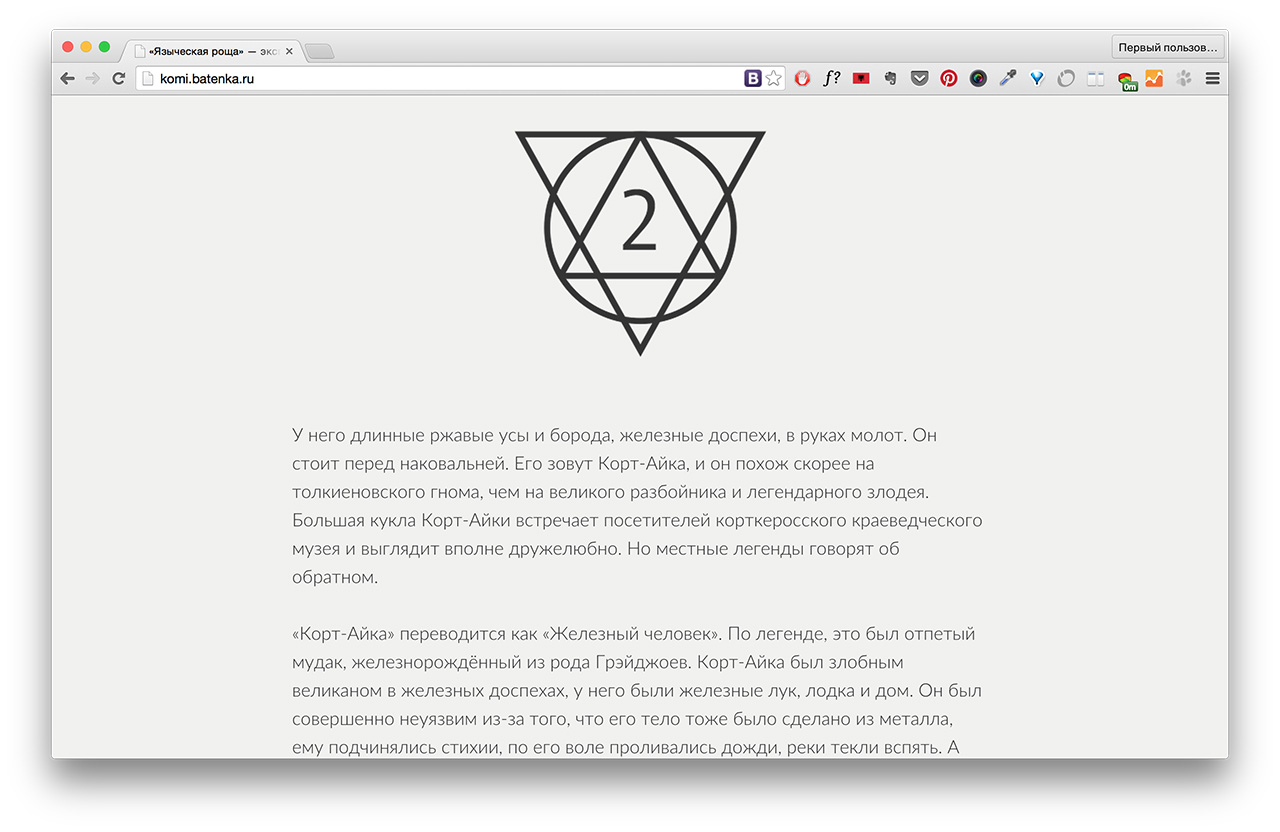 «Языческая роща» — экс
Первый пользов...
komi.batenka.ru
B
f?
0m
2
У него длинные ржавые усы и борода, железные доспехи, в руках молот. Он
стоит перед наковальней. Его зовут Корт-Айка, и он похож скорее на
толкиеновского гнома, чем на великого разбойника и легендарного злодея.
Большая кукла Корт-Айки встречает посетителей корткеросского краеведческого
музея и выглядит вполне дружелюбно. Но местные легенды говорят об
обратном.
«Корт-Айка» переводится как «Железный человек». По легенде, это был отпетый
мудак, железнорождённый из рода Грэйджоев. Корт-Айка был злобным
великаном в железных доспехах, у него были железные лук, лодка и дом. Он был
совершенно неуязвим из-за того, что его тело тоже было сделано из металла,
ему подчинялись стихии, по его воле проливались дожди, реки текли вспять. А